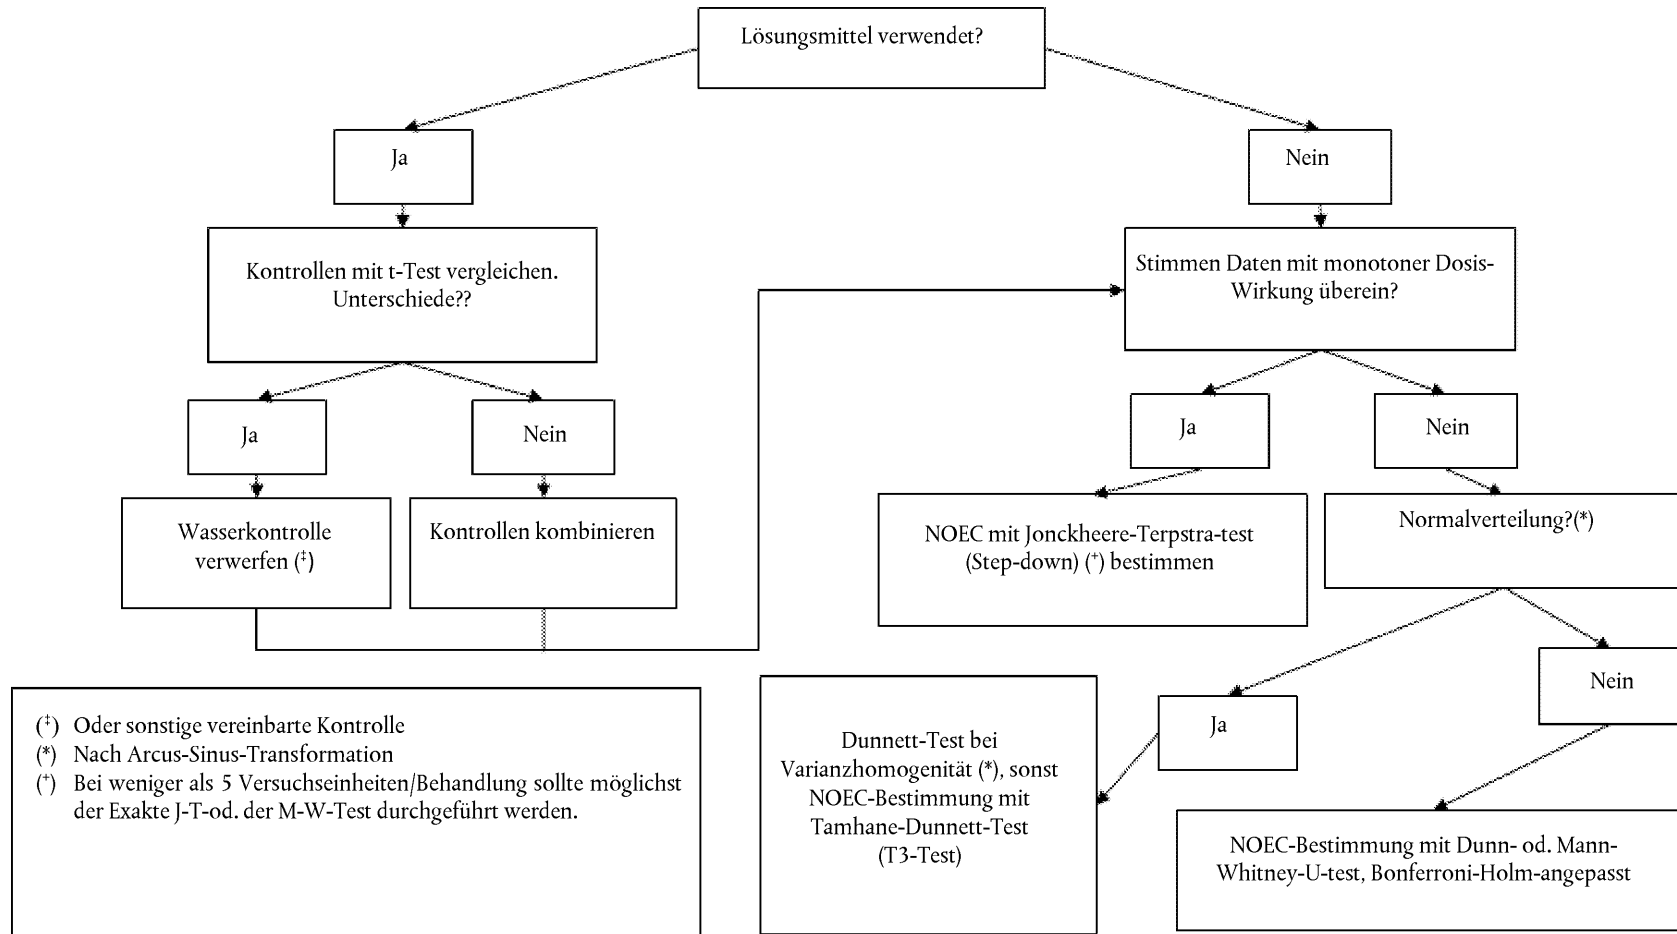 Lösungsmittel verwendet?
Ja
Nein
Kontrollen mit t-Test vergleichen.
Unterschiede??
Stimmen Daten mit monotoner Dosis-
Wirkung überein?
Ja
Nein
Ja
Nein
Wasserkontrolle
verwerfen (‡)
Kontrollen kombinieren
NOEC mit Jonckheere-Terpstra-test
(Step-down) (⁺) bestimmen
Normalverteilung?(*)
Ja
Nein
Dunnett-Test bei
Varianzhomogenität (*), sonst
NOEC-Bestimmung mit
Tamhane-Dunnett-Test
(T3-Test)
NOEC-Bestimmung mit Dunn- od. Mann-
Whitney-U-test, Bonferroni-Holm-angepasst
(‡) Oder sonstige vereinbarte Kontrolle
(*) Nach Arcus-Sinus-Transformation
(⁺) Bei weniger als 5 Versuchseinheiten/Behandlung sollte möglichst
der Exakte J-T-od. der M-W-Test durchgeführt werden.